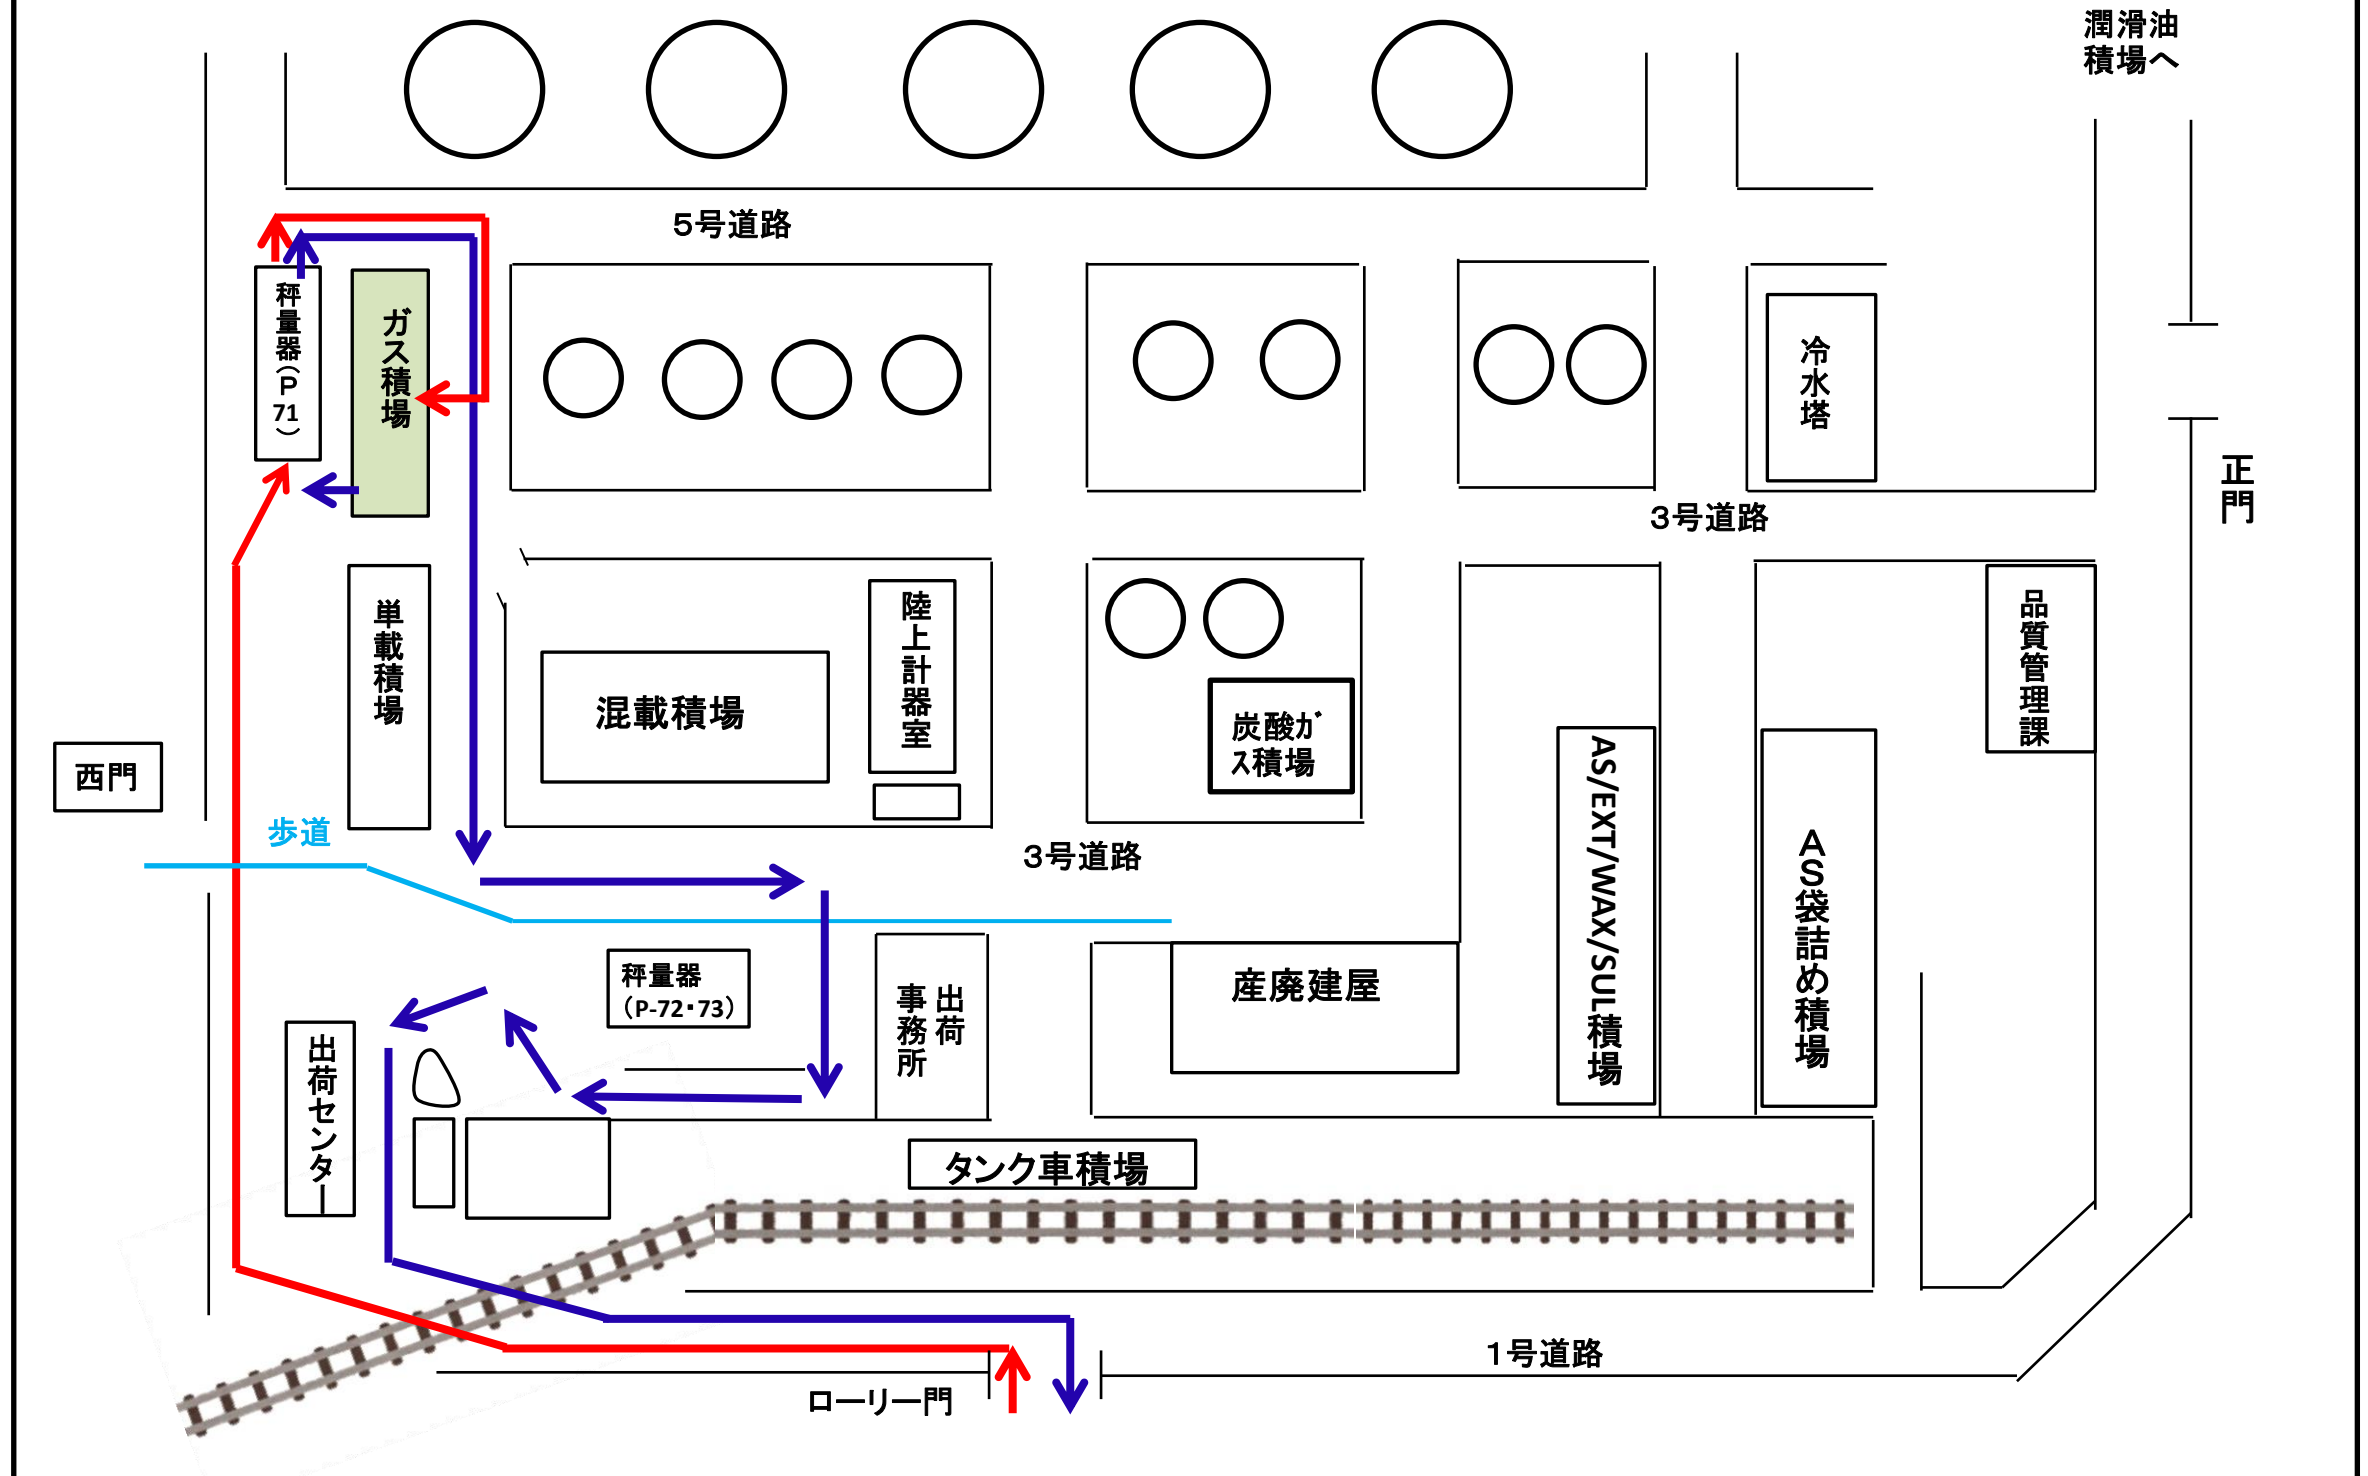 潤滑油
積場へ
５号道路
秤量器（Ｐ71）
ガス積場
冷水塔
正門
３号道路
単載積場
混載積場
陸上計器室
炭酸ｶﾞ
ｽ積場
品質管理課
西門
歩道
３号道路
AS/EXT/WAX/SUL積場
ＡＳ袋詰め積場
秤量器
（P-72・73）
出荷
事務所
産廃建屋
出荷センター
タンク車積場
１号道路
ローリー門